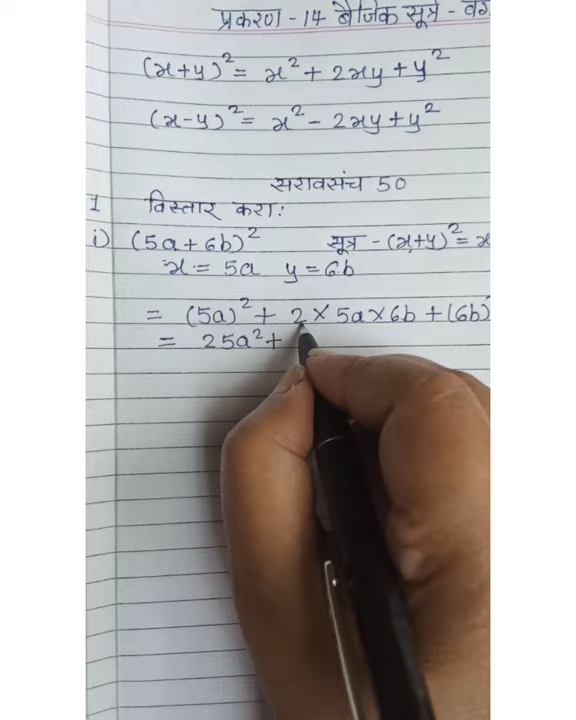 प्रकरण - 14 बैजिक सूत्रे - वर्ग
(x+y)² = x² + 2xy + y²
(x-y)² = x² - 2xy + y²
सरावसंच 50
1 विस्तार करा:
i) (5a+6b)² सूत्र - (x+y)² = x
x = 5a y = 6b
= (5a)² + 2 × 5a × 6b + (6b)
= 25a² +